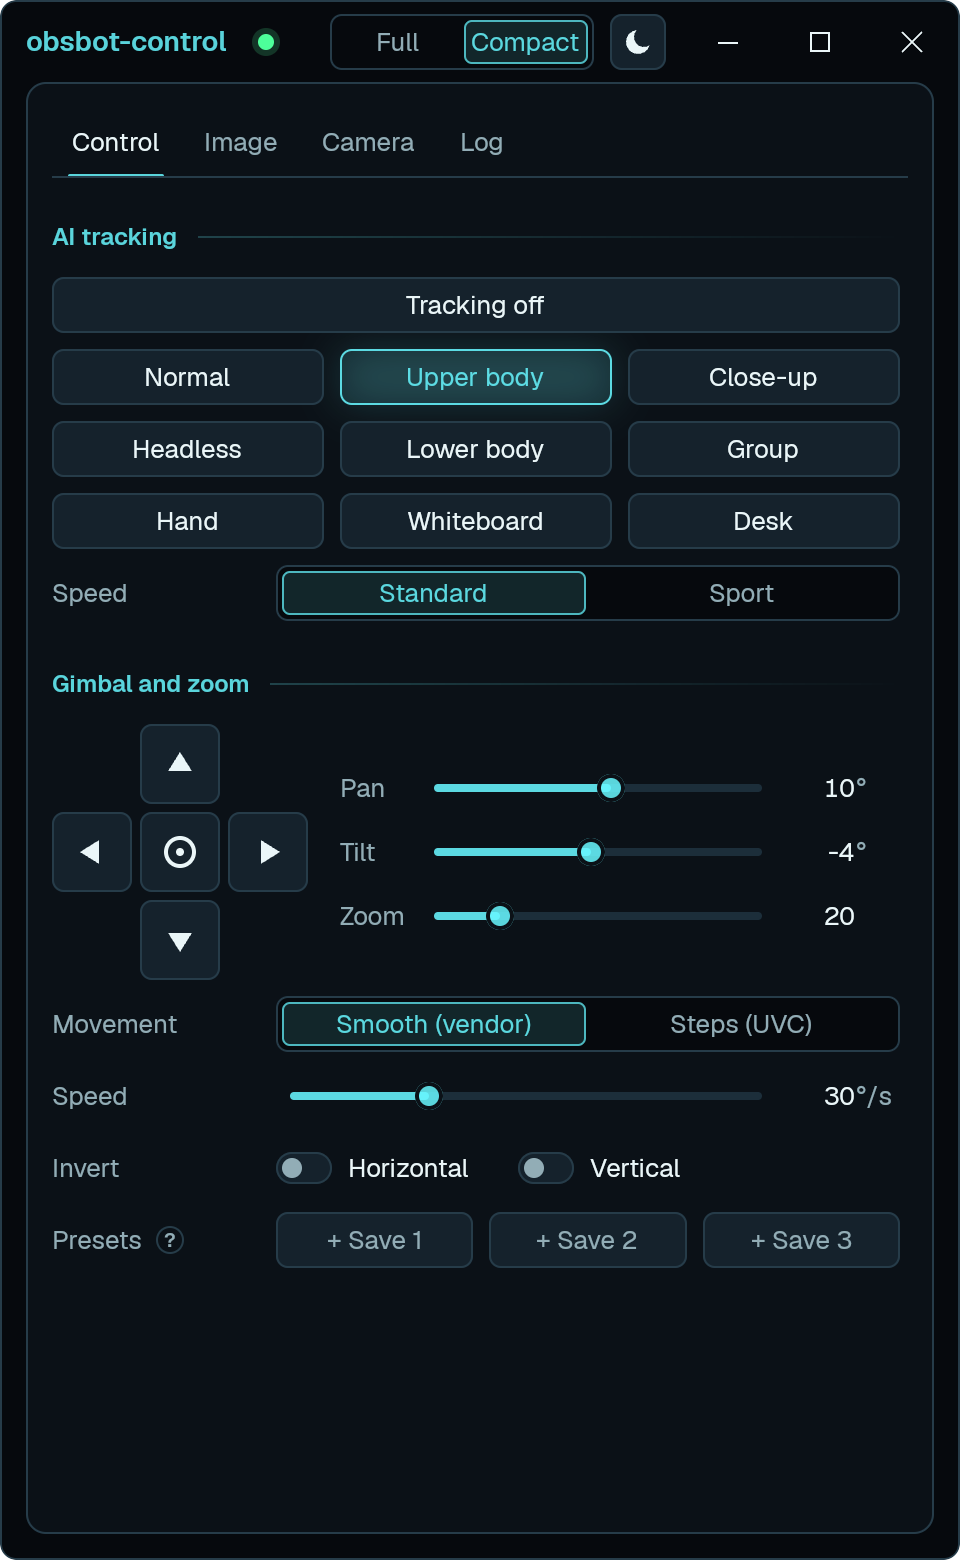 obsbot-control Full Compact
Control Image Camera Log
AI tracking
Tracking off
Normal Upper body Close-up
Headless Lower body Group
Hand Whiteboard Desk
Speed Standard Sport
Gimbal and zoom
Pan 10°
Tilt -4°
Zoom 20
Movement Smooth (vendor) Steps (UVC)
Speed 30°/s
Invert Horizontal Vertical
Presets ? + Save 1 + Save 2 + Save 3